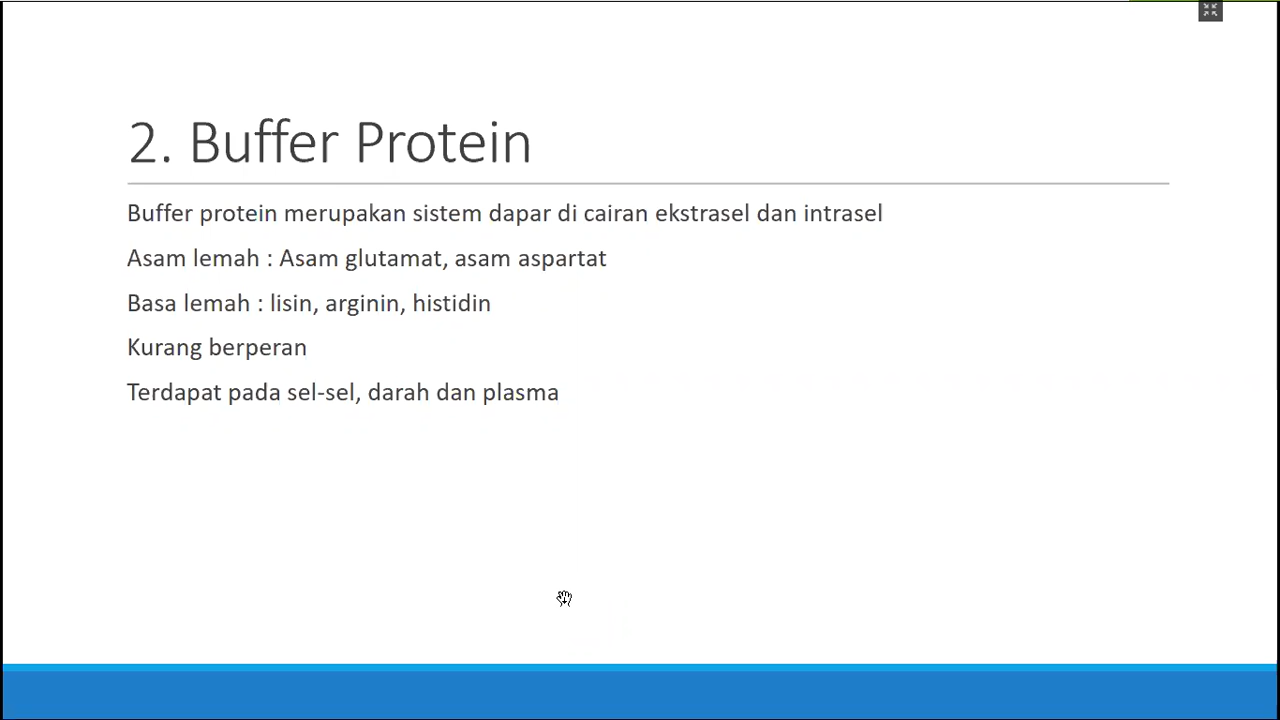 2. Buffer Protein
Buffer protein merupakan sistem dapar di cairan ekstrasel dan intrasel
Asam lemah : Asam glutamat, asam aspartat
Basa lemah : lisin, arginin, histidin
Kurang berperan
Terdapat pada sel-sel, darah dan plasma